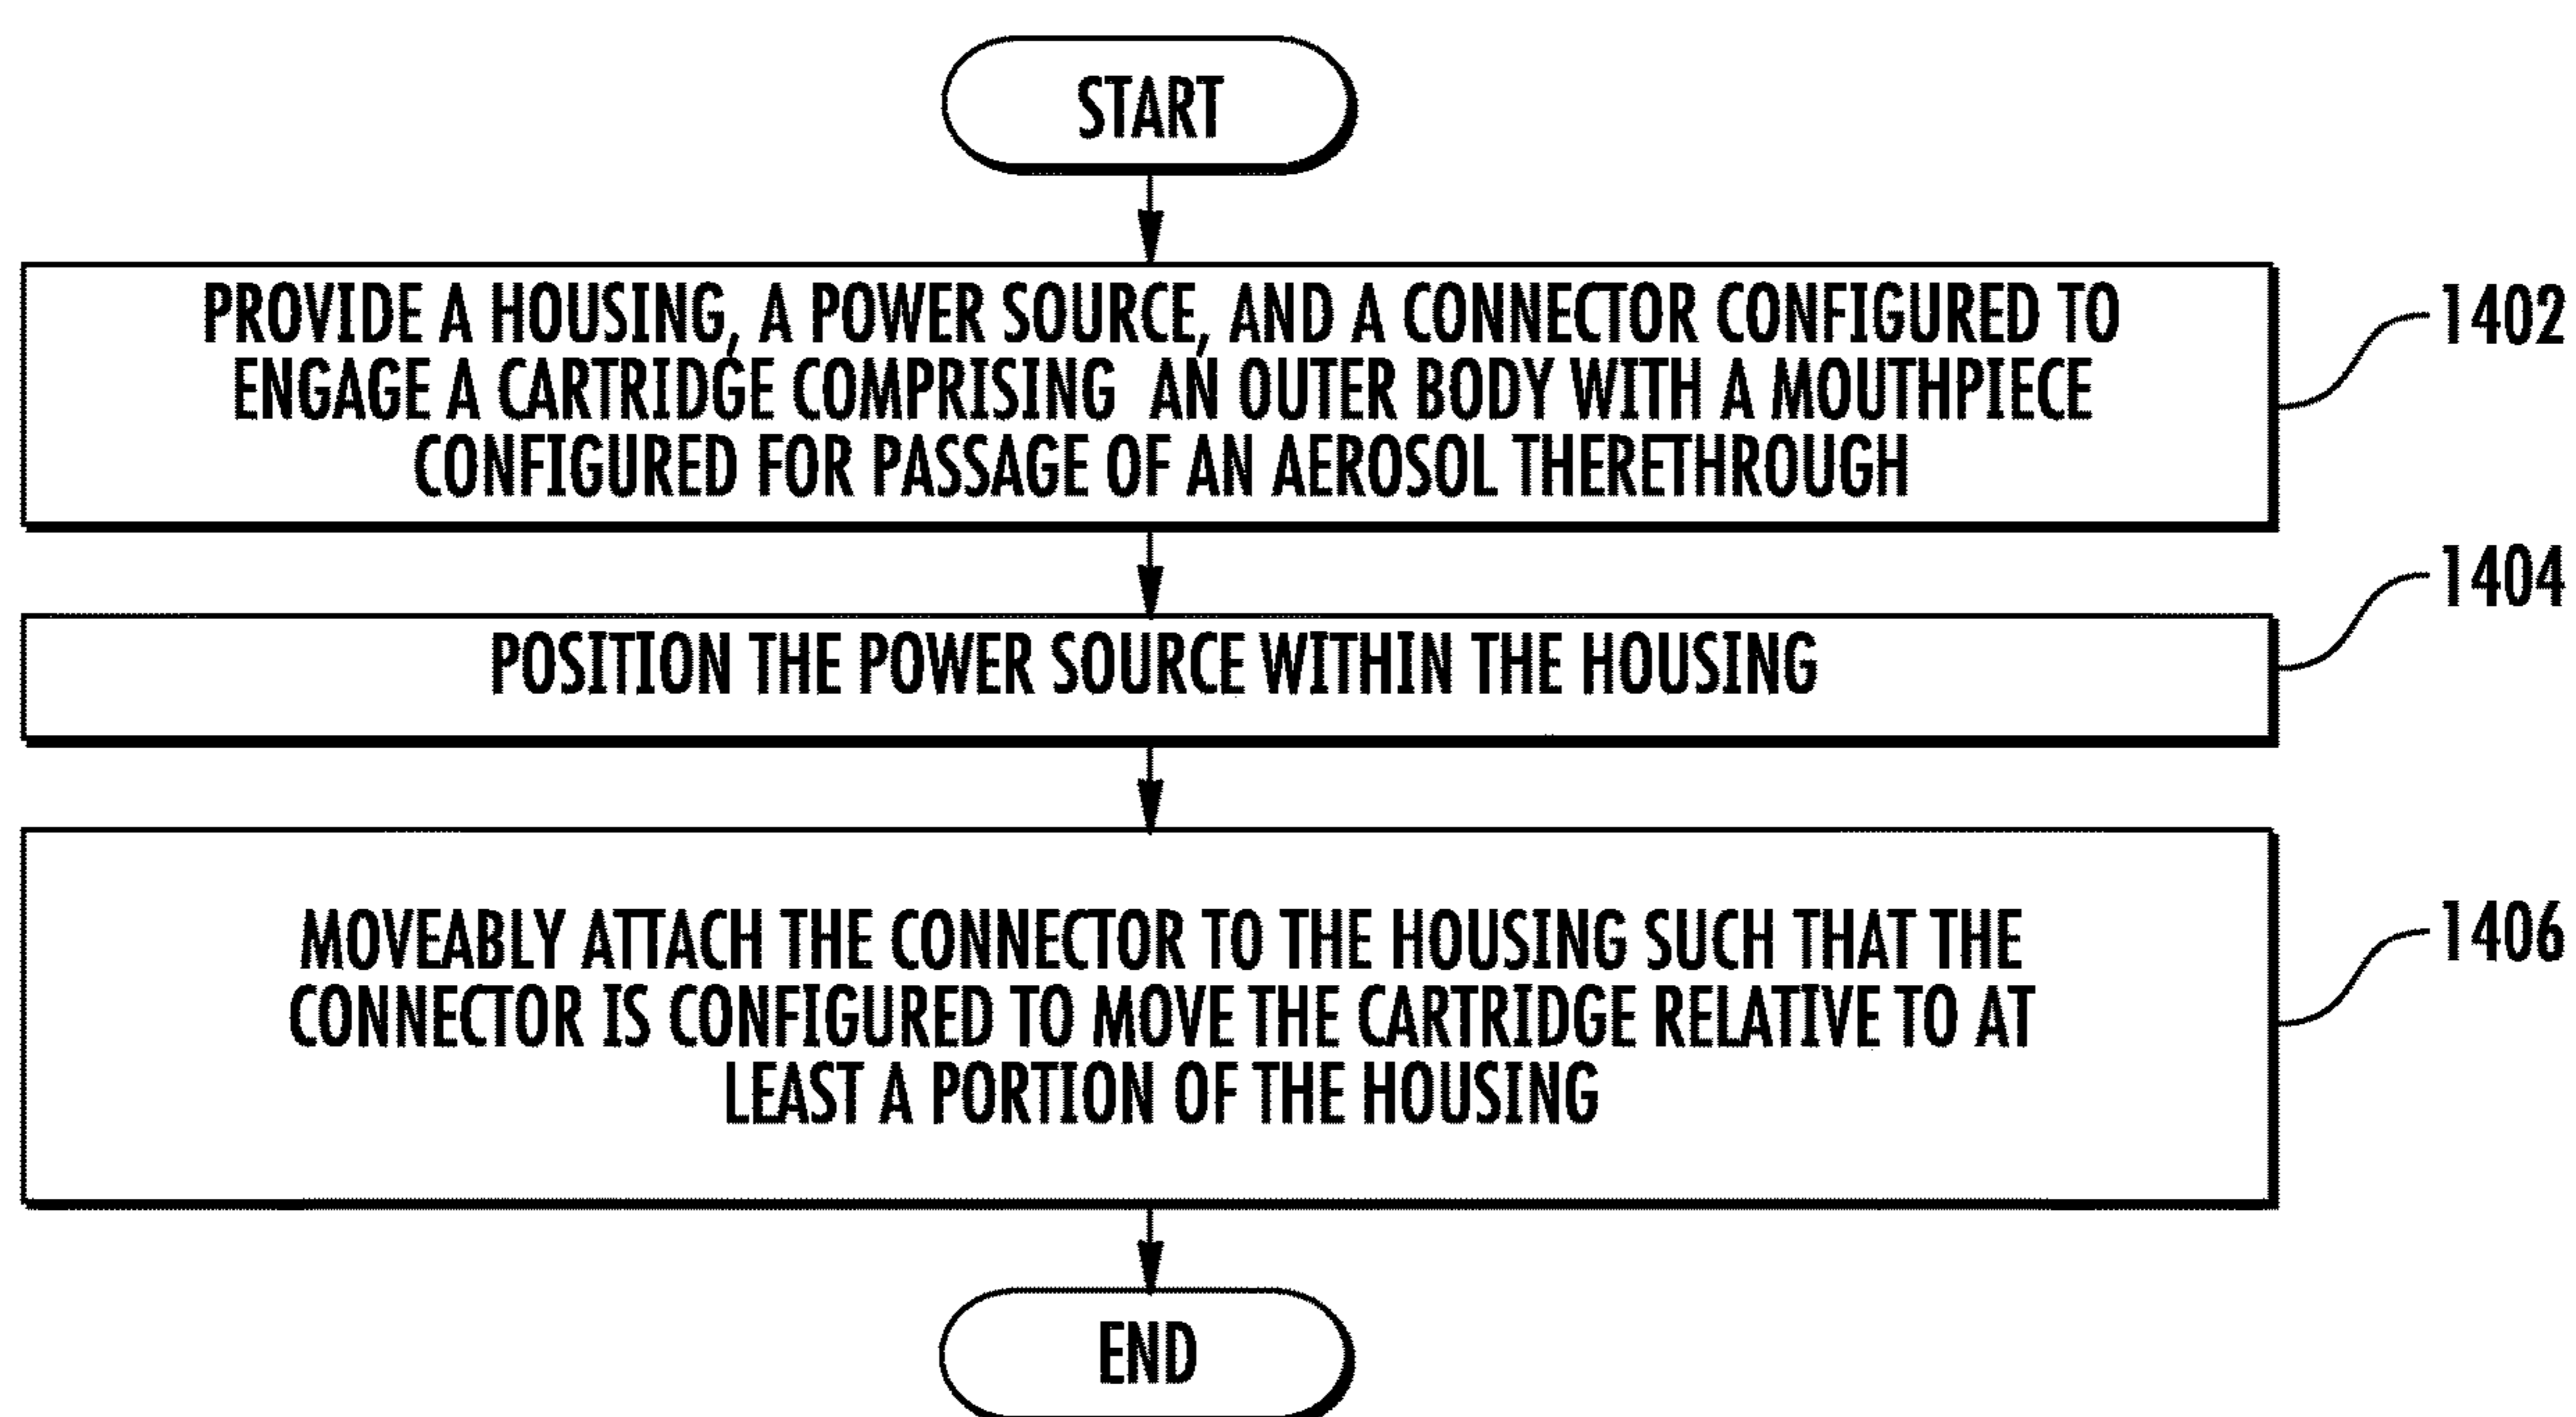 START
PROVIDE A HOUSING, A POWER SOURCE, AND A CONNECTOR CONFIGURED TO
ENGAGE A CARTRIDGE COMPRISING AN OUTER BODY WITH A MOUTHPIECE
CONFIGURED FOR PASSAGE OF AN AEROSOL THERETHROUGH
1402
POSITION THE POWER SOURCE WITHIN THE HOUSING
1404
MOVEABLY ATTACH THE CONNECTOR TO THE HOUSING SUCH THAT THE
CONNECTOR IS CONFIGURED TO MOVE THE CARTRIDGE RELATIVE TO AT
LEAST A PORTION OF THE HOUSING
1406
END